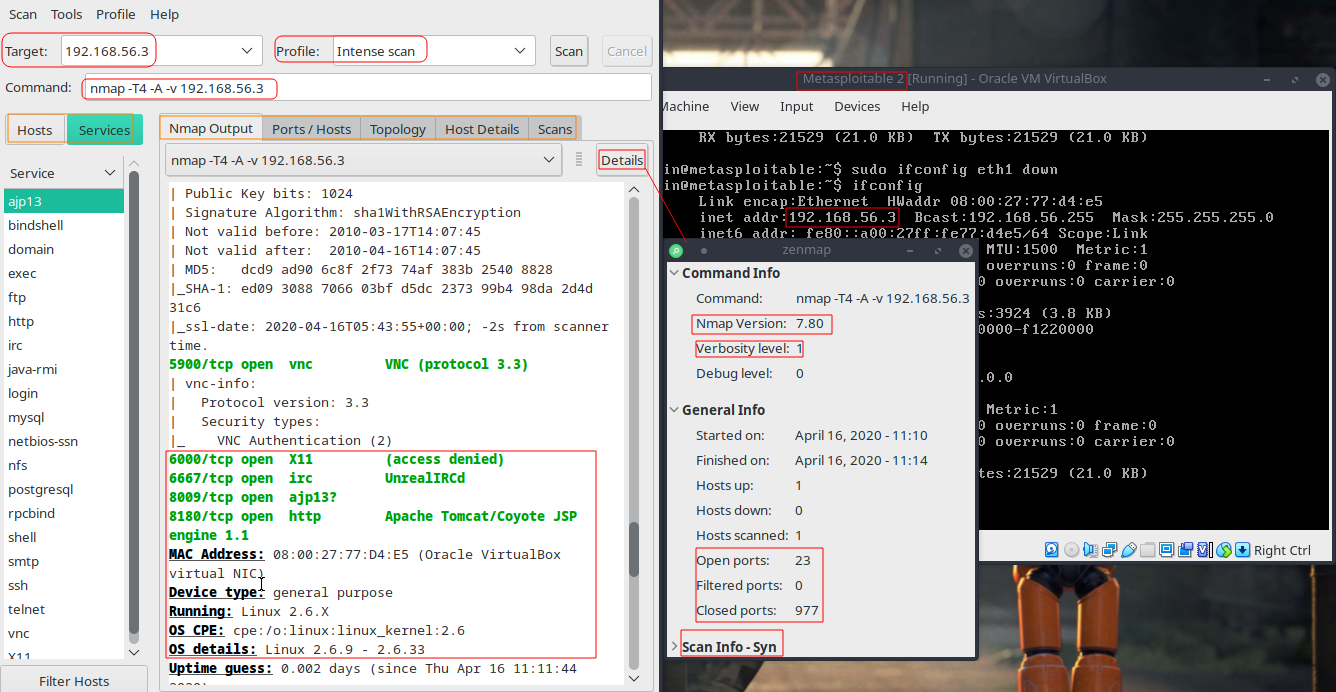 Scan Tools Profile Help
Target: 192.168.56.3 Profile: Intense scan Scan Cancel
Command: nmap -T4 -A -v 192.168.56.3
Hosts Services
Nmap Output Ports / Hosts Topology Host Details Scans
nmap -T4 -A -v 192.168.56.3 Details
Service
ajp13
bindshell
domain
exec
ftp
http
irc
java-rmi
login
mysql
netbios-ssn
nfs
postgresql
rpcbind
shell
smtp
ssh
telnet
vnc
X11
Filter Hosts
| Public Key bits: 1024
| Signature Algorithm: sha1WithRSAEncryption
| Not valid before: 2010-03-17T14:07:45
| Not valid after:  2010-04-16T14:07:45
| MD5:   dcd9 ad90 6c8f 2f73 74af 383b 2540 8828
|_SHA-1: ed09 3088 7066 03bf d5dc 2373 99b4 98da 2d4d
31c6
|_ssl-date: 2020-04-16T05:43:55+00:00; -2s from scanner
time.
5900/tcp open  vnc         VNC (protocol 3.3)
| vnc-info:
|   Protocol version: 3.3
|   Security types:
|_    VNC Authentication (2)
6000/tcp open  X11         (access denied)
6667/tcp open  irc         UnrealIRCd
8009/tcp open  ajp13?
8180/tcp open  http        Apache Tomcat/Coyote JSP
engine 1.1
MAC Address: 08:00:27:77:D4:E5 (Oracle VirtualBox
virtual NIC)
Device type: general purpose
Running: Linux 2.6.X
OS CPE: cpe:/o:linux:linux_kernel:2.6
OS details: Linux 2.6.9 - 2.6.33
Uptime guess: 0.002 days (since Thu Apr 16 11:11:44
2020)
Metasploitable 2 [Running] - Oracle VM VirtualBox
Machine View Input Devices Help
RX bytes:21529 (21.0 KB)  TX bytes:21529 (21.0 KB)
in@metasploitable:~$ sudo ifconfig eth1 down
in@metasploitable:~$ ifconfig
Link encap:Ethernet  HWaddr 08:00:27:77:d4:e5
inet addr:192.168.56.3  Bcast:192.168.56.255  Mask:255.255.255.0
inet6 addr: fe80::a00:27ff:fe77:d4e5/64 Scope:Link
MTU:1500  Metric:1
overruns:0 frame:0
0 overruns:0 carrier:0
s:3924 (3.8 KB)
0000-f1220000
.0.0
Metric:1
0 overruns:0 frame:0
0 overruns:0 carrier:0
tes:21529 (21.0 KB)
Right Ctrl
zenmap
Command Info
Command: nmap -T4 -A -v 192.168.56.3
Nmap Version: 7.80
Verbosity level: 1
Debug level: 0
General Info
Started on: April 16, 2020 - 11:10
Finished on: April 16, 2020 - 11:14
Hosts up: 1
Hosts down: 0
Hosts scanned: 1
Open ports: 23
Filtered ports: 0
Closed ports: 977
Scan Info - Syn